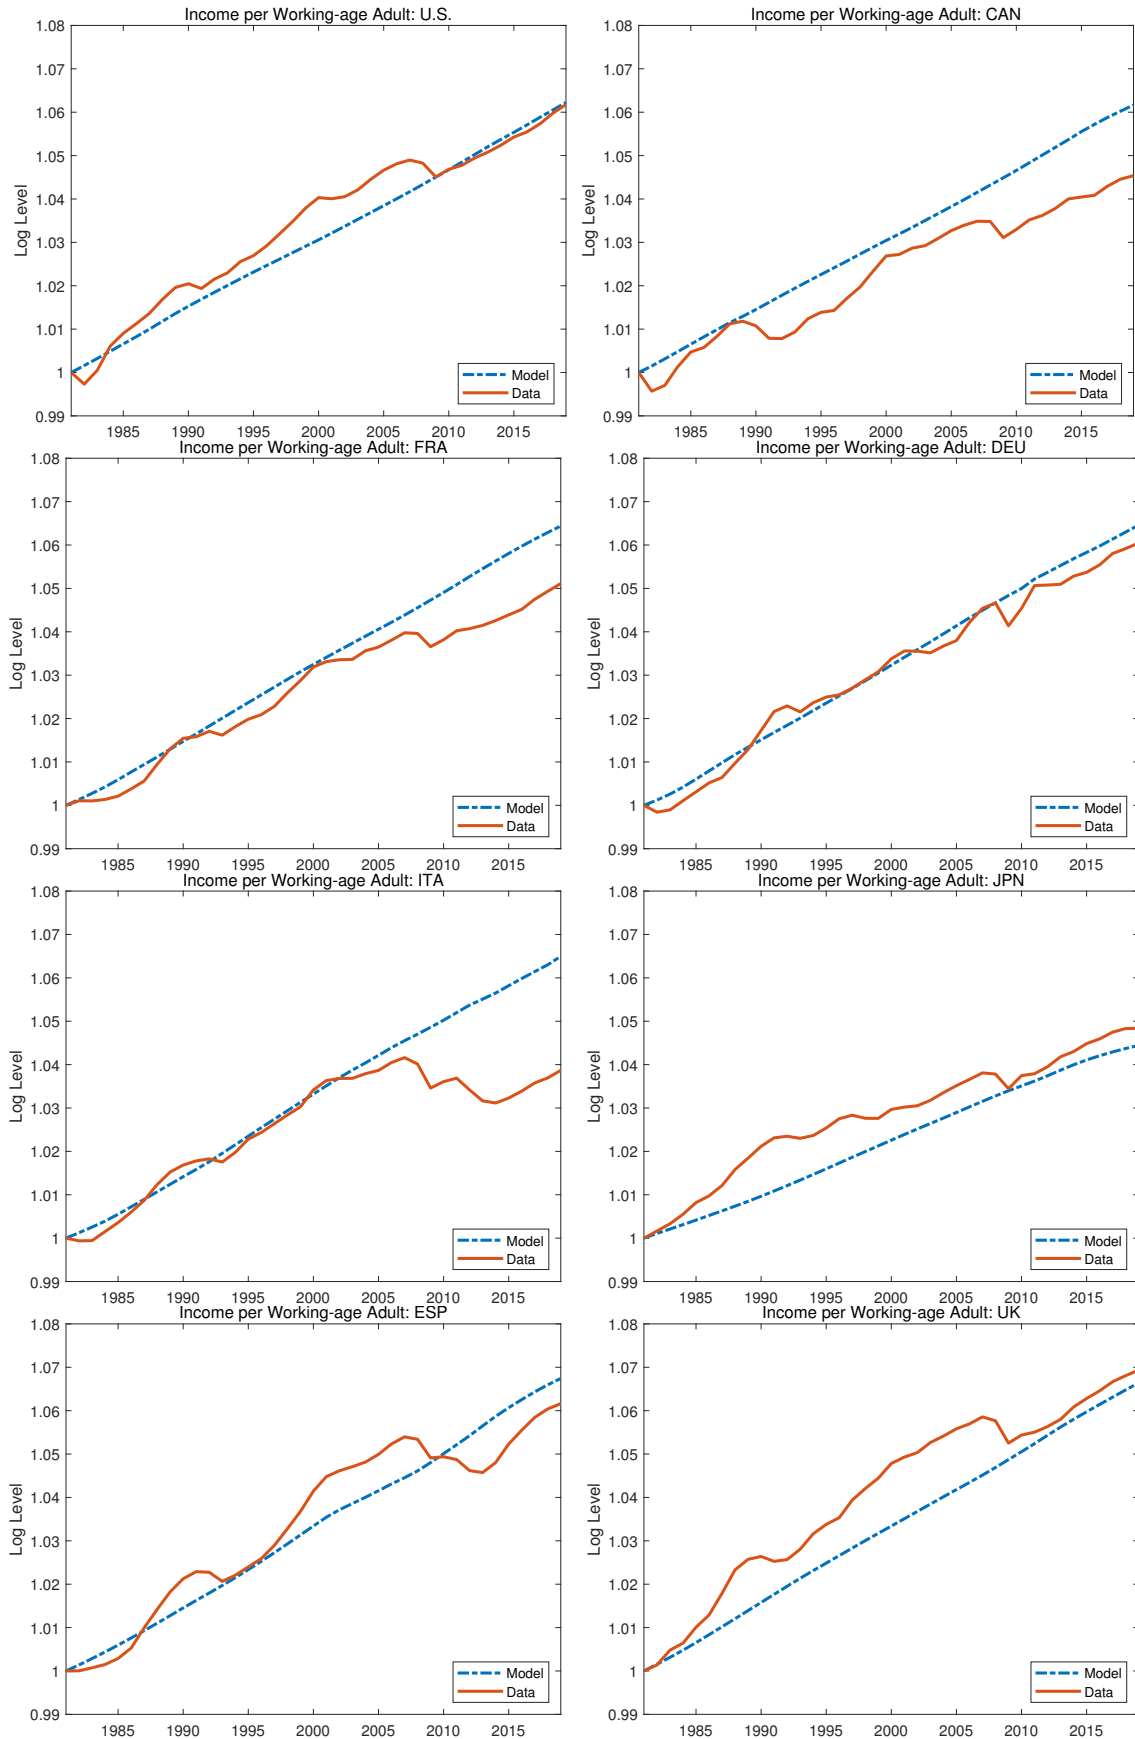 Income per Working-age Adult: U.S.
1.08
1.07
1.06
1.05
1.04
1.03
1.02
1.01
1
0.99
Log Level
1985 1990 1995 2000 2005 2010 2015
Model
Data
Income per Working-age Adult: CAN
1.08
1.07
1.06
1.05
1.04
1.03
1.02
1.01
1
0.99
Log Level
1985 1990 1995 2000 2005 2010 2015
Model
Data
Income per Working-age Adult: FRA
1.08
1.07
1.06
1.05
1.04
1.03
1.02
1.01
1
0.99
Log Level
1985 1990 1995 2000 2005 2010 2015
Model
Data
Income per Working-age Adult: DEU
1.08
1.07
1.06
1.05
1.04
1.03
1.02
1.01
1
0.99
Log Level
1985 1990 1995 2000 2005 2010 2015
Model
Data
Income per Working-age Adult: ITA
1.08
1.07
1.06
1.05
1.04
1.03
1.02
1.01
1
0.99
Log Level
1985 1990 1995 2000 2005 2010 2015
Model
Data
Income per Working-age Adult: JPN
1.08
1.07
1.06
1.05
1.04
1.03
1.02
1.01
1
0.99
Log Level
1985 1990 1995 2000 2005 2010 2015
Model
Data
Income per Working-age Adult: ESP
1.08
1.07
1.06
1.05
1.04
1.03
1.02
1.01
1
0.99
Log Level
1985 1990 1995 2000 2005 2010 2015
Model
Data
Income per Working-age Adult: UK
1.08
1.07
1.06
1.05
1.04
1.03
1.02
1.01
1
0.99
Log Level
1985 1990 1995 2000 2005 2010 2015
Model
Data